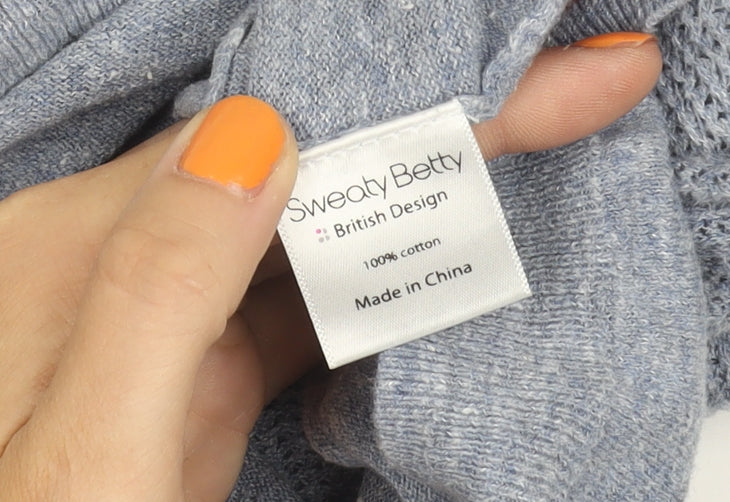 Sweaty Betty
British Design
100% cotton
Made in China